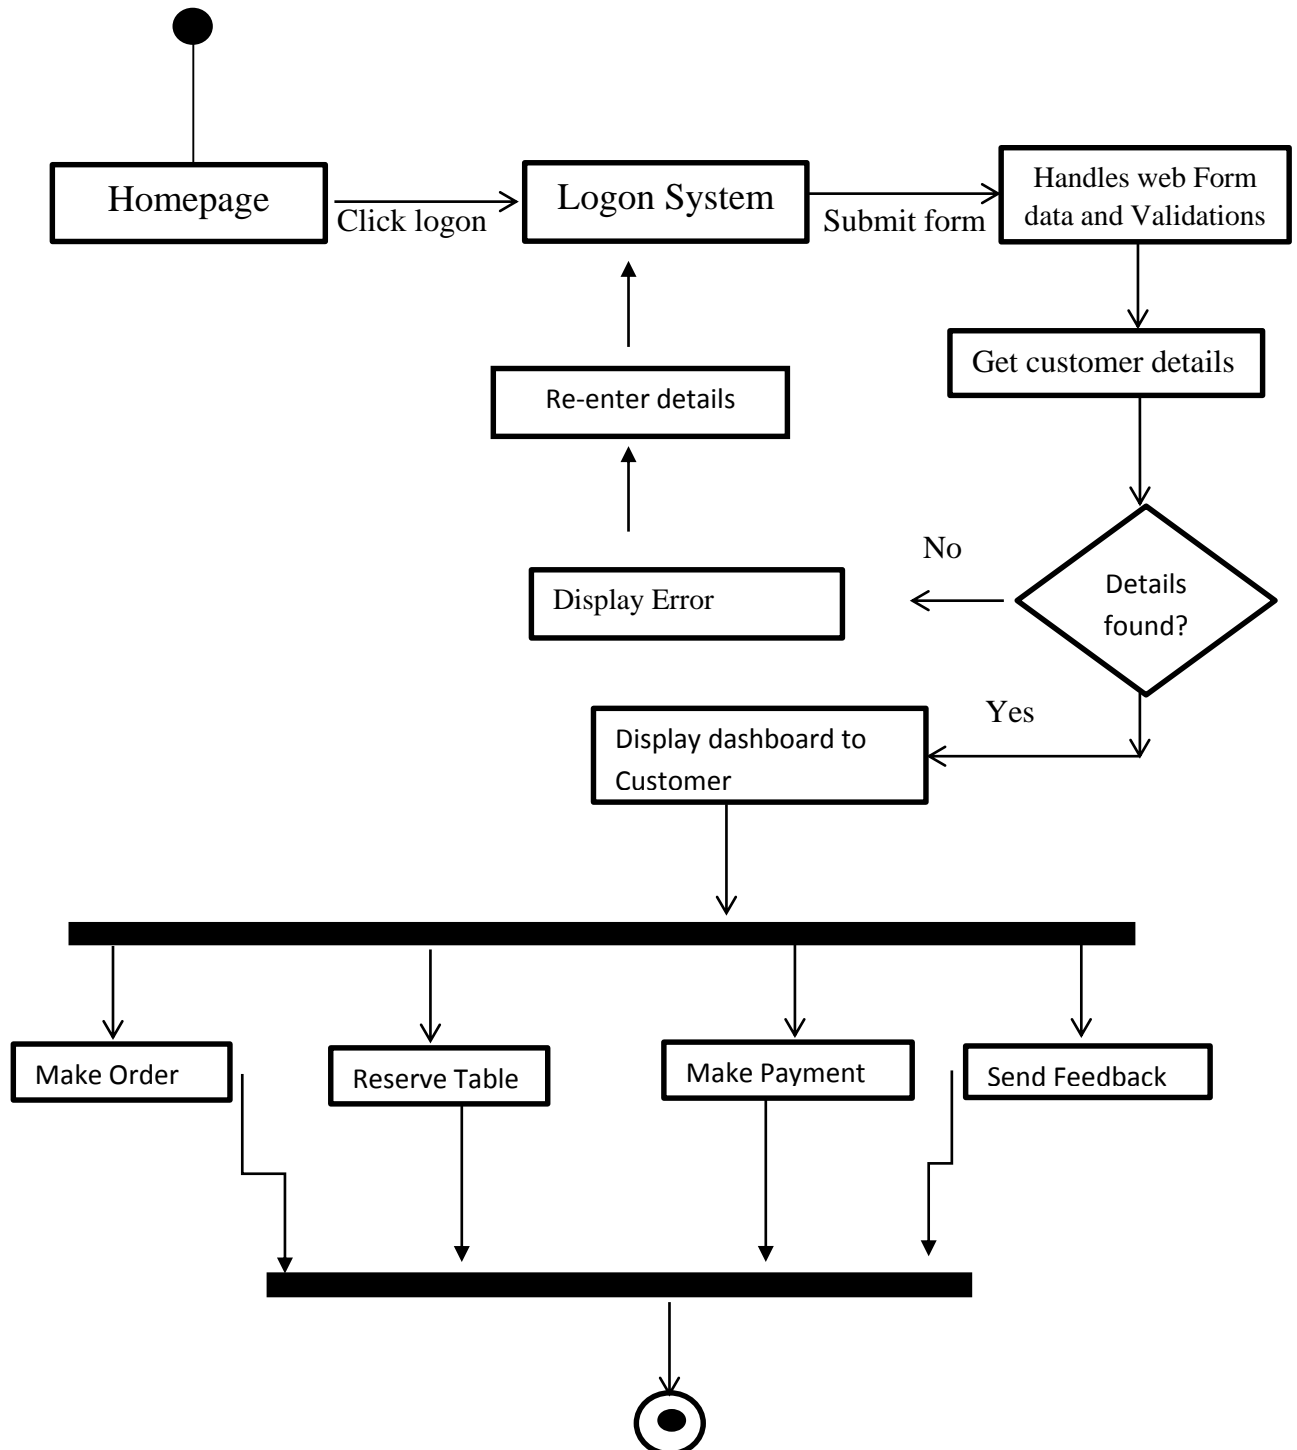 Homepage
Click logon
Logon System
Submit form
Handles web Form
data and Validations
Get customer details
Re-enter details
No
Details
found?
Display Error
Yes
Display dashboard to
Customer
Make Order
Reserve Table
Make Payment
Send Feedback